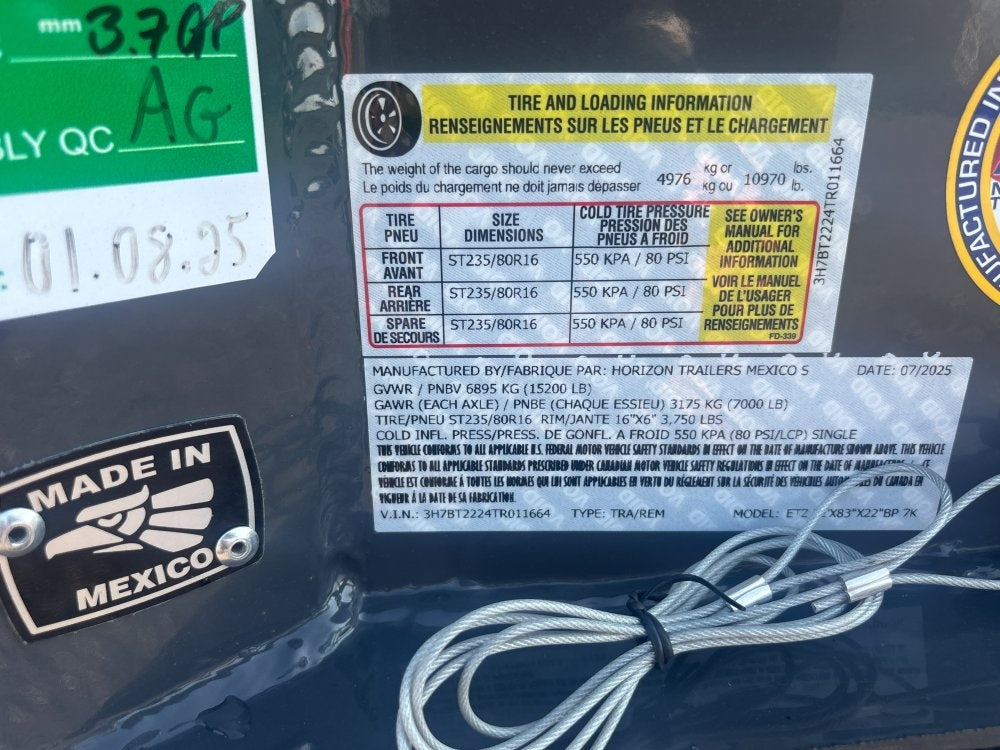 mm 3.7 GP
BLY QC AG
01.08.25
TIRE AND LOADING INFORMATION
RENSEIGNEMENTS SUR LES PNEUS ET LE CHARGEMENT
The weight of the cargo should never exceed 4976 kg or 10970 lbs.
Le poids du chargement ne doit jamais dépasser kg ou lb.
TIRE PNEU SIZE DIMENSIONS COLD TIRE PRESSURE PRESSION DES PNEUS A FROID
FRONT AVANT ST235/80R16 550 KPA / 80 PSI
REAR ARRIÈRE ST235/80R16 550 KPA / 80 PSI
SPARE DE SECOURS ST235/80R16 550 KPA / 80 PSI
SEE OWNER'S
MANUAL FOR
ADDITIONAL
INFORMATION
VOIR LE MANUEL
DE L'USAGER
POUR PLUS DE
RENSEIGNEMENTS
FD-339
3H7BT2224TR011664
MANUFACTURED BY/FABRIQUE PAR: HORIZON TRAILERS MEXICO S DATE: 07/2025
GVWR / PNBV 6895 KG (15200 LB)
GAWR (EACH AXLE) / PNBE (CHAQUE ESSIEU) 3175 KG (7000 LB)
TIRE/PNEU ST235/80R16 RIM/JANTE 16"X6" 3,750 LBS
COLD INFL. PRESS/PRESS. DE GONFL. A FROID 550 KPA (80 PSI/LCP) SINGLE
THIS VEHICLE CONFORMS TO ALL APPLICABLE U.S. FEDERAL MOTOR VEHICLE SAFETY STANDARDS IN EFFECT ON THE DATE OF MANUFACTURE SHOWN ABOVE. THIS VEHICLE
CONFORMS TO ALL APPLICABLE STANDARDS PRESCRIBED UNDER CANADIAN MOTOR VEHICLE SAFETY REGULATIONS IN EFFECT ON THE DATE OF
VEHICLE EST CONFORME À TOUTES LES NORMES QUI LUI SONT APPLICABLES EN VERTU DU RÈGLEMENT SUR LA SÉCURITÉ DES VEHICULES DU CANADA EN
VIGUEUR À LA DATE DE SA FABRICATION.
V.I.N.: 3H7BT2224TR011664 TYPE: TRA/REM MODEL: ETZ X83"X22"BP 7K
MADE IN
MEXICO
UFACTURED IN